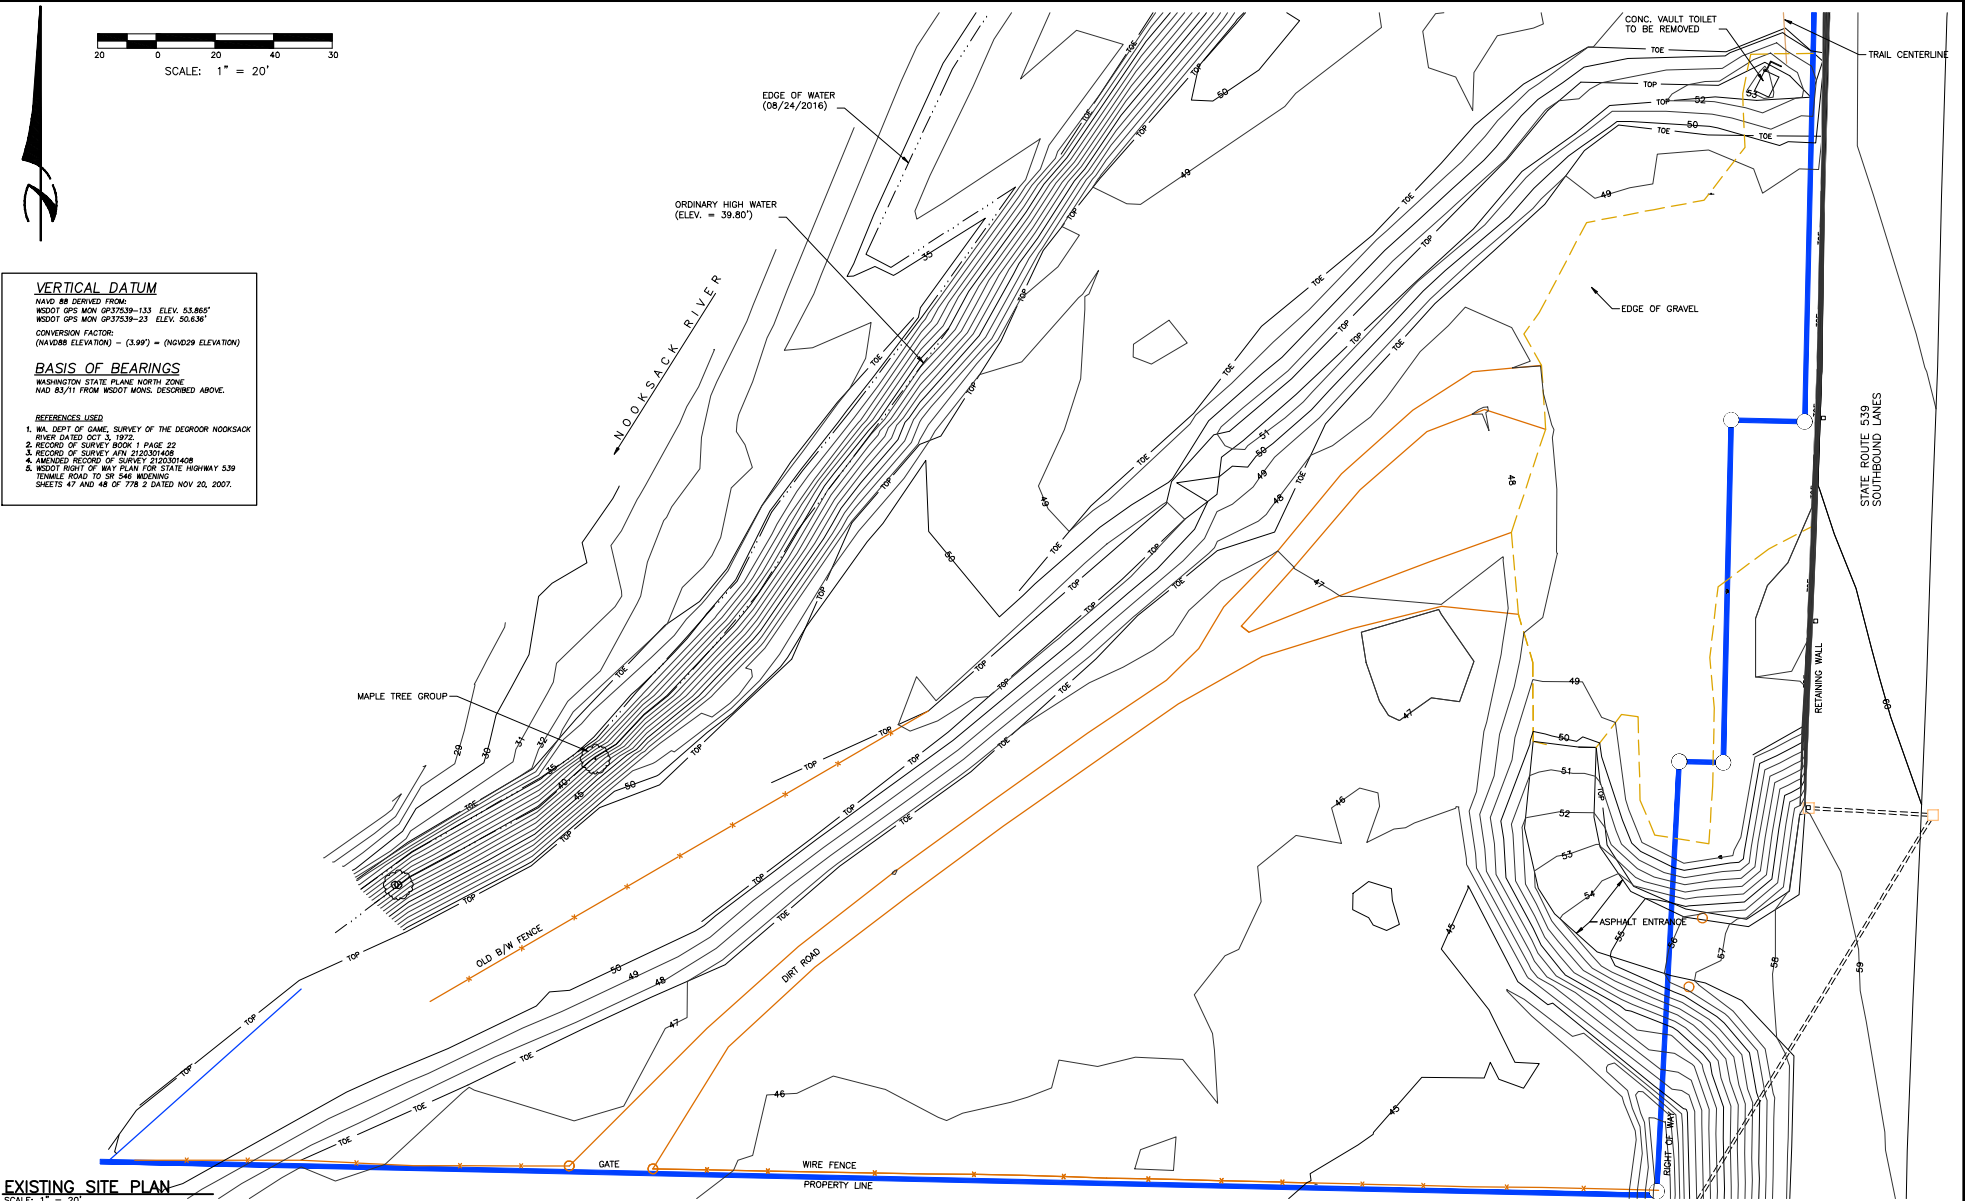 20 0 20 40 30
SCALE: 1" = 20'
CONC. VAULT TOILET
TO BE REMOVED
TRAIL CENTERLINE
EDGE OF WATER
(08/24/2016)
ORDINARY HIGH WATER
(ELEV. = 39.80')
NOOKSACK RIVER
EDGE OF GRAVEL
VERTICAL DATUM
NAVD 88 DERIVED FROM:
WSDOT GPS MON GP37539-133 ELEV. 53.865'
WSDOT GPS MON GP37539-23 ELEV. 50.636'
CONVERSION FACTOR:
(NAVD88 ELEVATION) - (3.99') = (NGVD29 ELEVATION)
BASIS OF BEARINGS
WASHINGTON STATE PLANE NORTH ZONE
NAD 83/11 FROM WSDOT MONS. DESCRIBED ABOVE.
REFERENCES USED
1. WA. DEPT OF GAME, SURVEY OF THE DEGROOR NOOKSACK
RIVER DATED OCT 3, 1972.
2. RECORD OF SURVEY BOOK 1 PAGE 22
3. RECORD OF SURVEY AFN 2120301408
4. AMENDED RECORD OF SURVEY 2120301408
5. WSDOT RIGHT OF WAY PLAN FOR STATE HIGHWAY 539
TENMILE ROAD TO SR 546 WIDENING
SHEETS 47 AND 48 OF 778 2 DATED NOV 20, 2007.
STATE ROUTE 539
SOUTHBOUND LANES
RETAINING WALL
MAPLE TREE GROUP
OLD B/W FENCE
DIRT ROAD
ASPHALT ENTRANCE
RIGHT OF WAY
GATE
WIRE FENCE
PROPERTY LINE
EXISTING SITE PLAN
SCALE: 1" = 20'